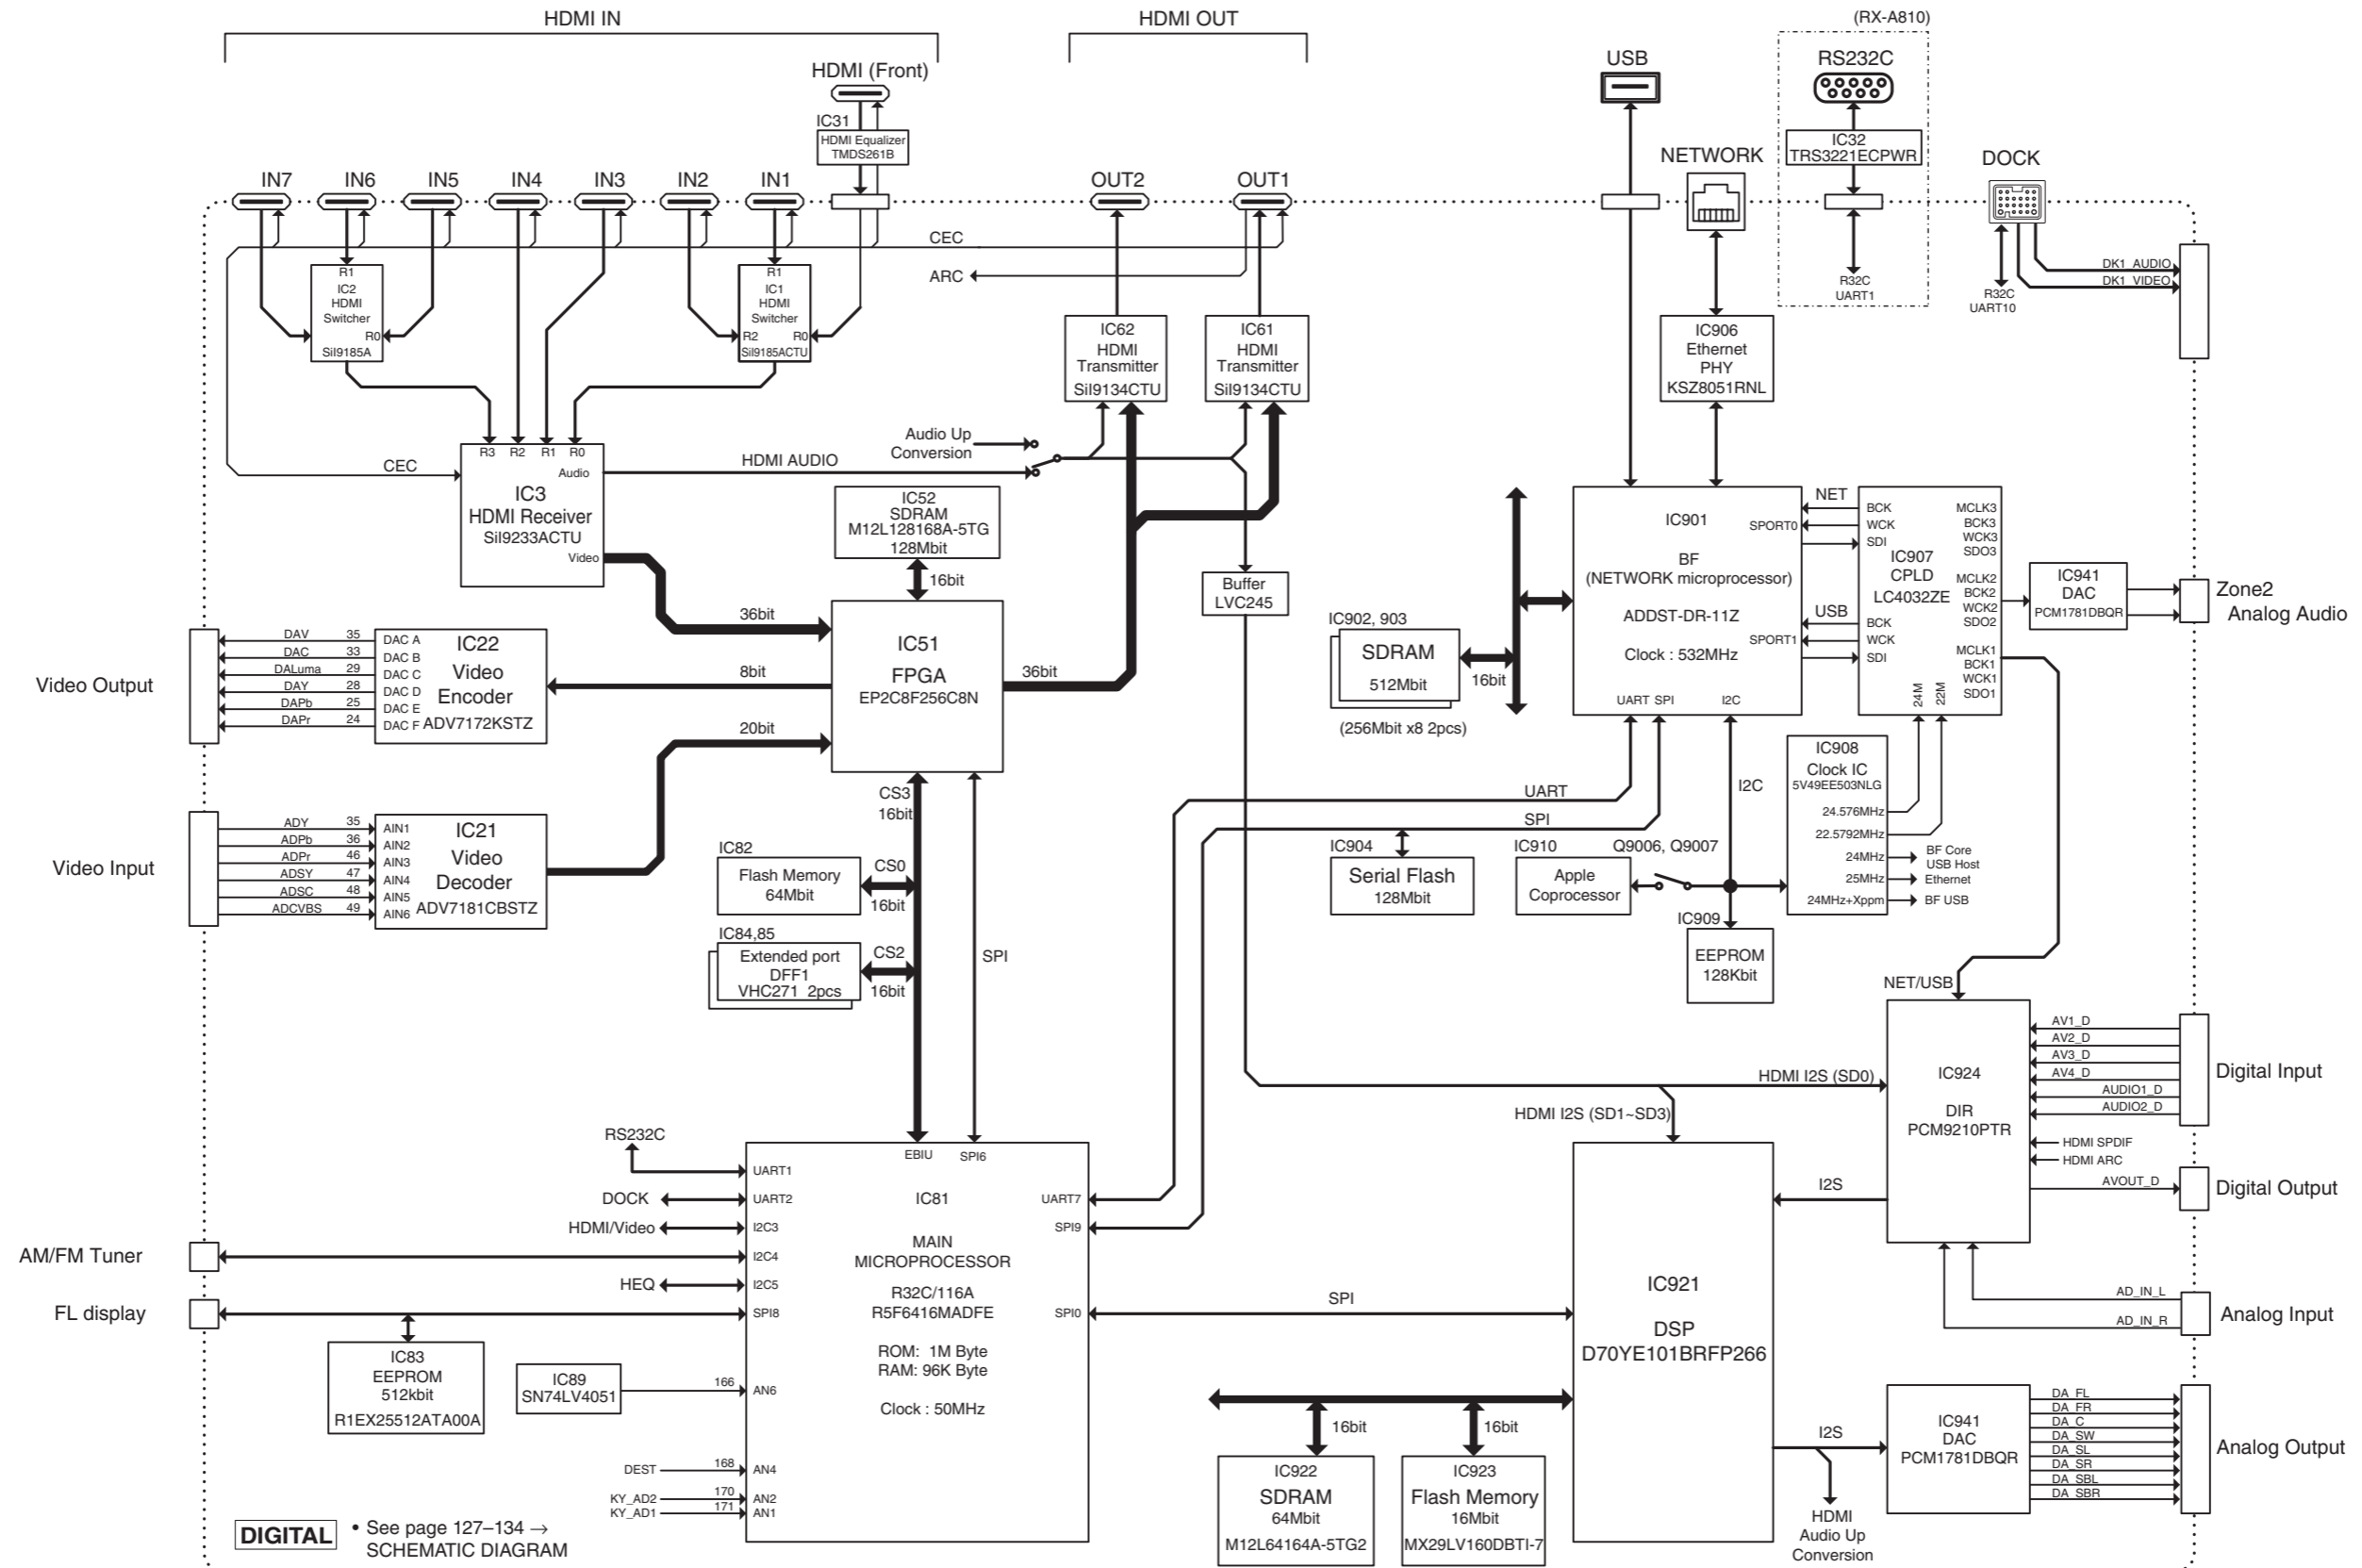 HDMI IN
HDMI OUT
(RX-A810)
HDMI (Front)
USB
RS232C
IC31
HDMI Equalizer
TMDS261B
IC32
TRS3221ECPWR
NETWORK
DOCK
IN7
IN6
IN5
IN4
IN3
IN2
IN1
OUT2
OUT1
CEC
ARC
R1
IC2
HDMI
Switcher
R0
SiI9185A
R1
IC1
HDMI
Switcher
R2
R0
SiI9185ACTU
R32C
UART1
R32C
UART10
DK1_AUDIO
DK1_VIDEO
IC62
HDMI
Transmitter
SiI9134CTU
IC61
HDMI
Transmitter
SiI9134CTU
IC906
Ethernet
PHY
KSZ8051RNL
Audio Up
Conversion
CEC
HDMI AUDIO
R3
R2
R1
R0
Audio
IC3
HDMI Receiver
SiI9233ACTU
Video
IC52
SDRAM
M12L128168A-5TG
128Mbit
16bit
36bit
Buffer
LVC245
IC901
BF
(NETWORK microprocessor)
ADDST-DR-11Z
Clock : 532MHz
SPORT0
SPORT1
UART
SPI
I2C
NET
USB
BCK
WCK
SDI
BCK
WCK
SDI
IC907
CPLD
LC4032ZE
MCLK3
BCK3
WCK3
SDO3
MCLK2
BCK2
WCK2
SDO2
MCLK1
BCK1
WCK1
SDO1
24M
22M
IC941
DAC
PCM1781DBQR
Zone2
Analog Audio
IC902, 903
SDRAM
512Mbit
16bit
(256Mbit x8 2pcs)
Video Output
DAV
35
DAC
33
DALuma
29
DAY
28
DAPb
25
DAPr
24
DAC A
DAC B
DAC C
DAC D
DAC E
DAC F
IC22
Video
Encoder
ADV7172KSTZ
8bit
20bit
IC51
FPGA
EP2C8F256C8N
36bit
Video Input
ADY
35
ADPb
36
ADPr
46
ADSY
47
ADSC
48
ADCVBS
49
AIN1
AIN2
AIN3
AIN4
AIN5
AIN6
IC21
Video
Decoder
ADV7181CBSTZ
CS3
16bit
IC82
Flash Memory
64Mbit
CS0
16bit
IC84,85
Extended port
DFF1
VHC271 2pcs
CS2
16bit
SPI
UART
SPI
I2C
IC904
Serial Flash
128Mbit
IC910
Apple
Coprocessor
Q9006, Q9007
IC909
EEPROM
128Kbit
IC908
Clock IC
5V49EE503NLG
24.576MHz
22.5792MHz
24MHz
25MHz
24MHz+Xppm
BF Core
USB Host
Ethernet
BF USB
NET/USB
HDMI I2S (SD0)
HDMI I2S (SD1~SD3)
IC924
DIR
PCM9210PTR
AV1_D
AV2_D
AV3_D
AV4_D
AUDIO1_D
AUDIO2_D
HDMI SPDIF
HDMI ARC
AVOUT_D
Digital Input
Digital Output
I2S
RS232C
DOCK
HDMI/Video
AM/FM Tuner
HEQ
FL display
UART1
UART2
I2C3
I2C4
I2C5
SPI8
EBIU
SPI6
IC81
MAIN
MICROPROCESSOR
R32C/116A
R5F6416MADFE
ROM: 1M Byte
RAM: 96K Byte
Clock : 50MHz
UART7
SPI9
SPI0
SPI
IC83
EEPROM
512kbit
R1EX25512ATA00A
IC89
SN74LV4051
166
AN6
DEST
168
AN4
KY_AD2
170
AN2
KY_AD1
171
AN1
IC921
DSP
D70YE101BRFP266
AD_IN_L
AD_IN_R
Analog Input
16bit
16bit
IC922
SDRAM
64Mbit
M12L64164A-5TG2
IC923
Flash Memory
16Mbit
MX29LV160DBTI-7
I2S
HDMI
Audio Up
Conversion
IC941
DAC
PCM1781DBQR
DA_FL
DA_FR
DA_C
DA_SW
DA_SL
DA_SR
DA_SBL
DA_SBR
Analog Output
DIGITAL
• See page 127–134 →
SCHEMATIC DIAGRAM